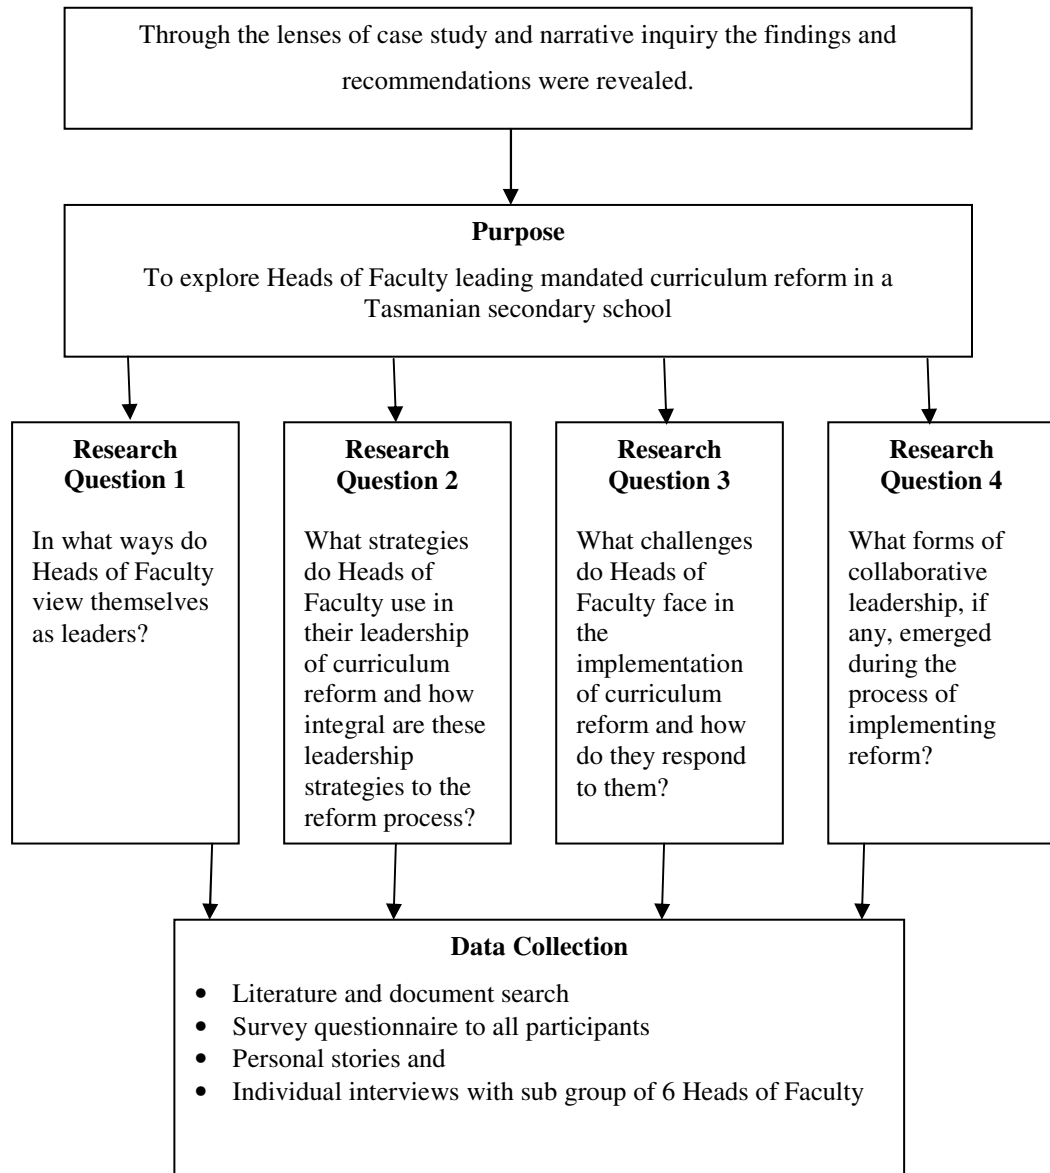 Through the lenses of case study and narrative inquiry the findings and
recommendations were revealed.
Purpose
To explore Heads of Faculty leading mandated curriculum reform in a
Tasmanian secondary school
Research
Question 1
In what ways do
Heads of Faculty
view themselves
as leaders?
Research
Question 2
What strategies
do Heads of
Faculty use in
their leadership
of curriculum
reform and how
integral are these
leadership
strategies to the
reform process?
Research
Question 3
What challenges
do Heads of
Faculty face in
the
implementation
of curriculum
reform and how
do they respond
to them?
Research
Question 4
What forms of
collaborative
leadership, if
any, emerged
during the
process of
implementing
reform?
Data Collection
• Literature and document search
• Survey questionnaire to all participants
• Personal stories and
• Individual interviews with sub group of 6 Heads of Faculty